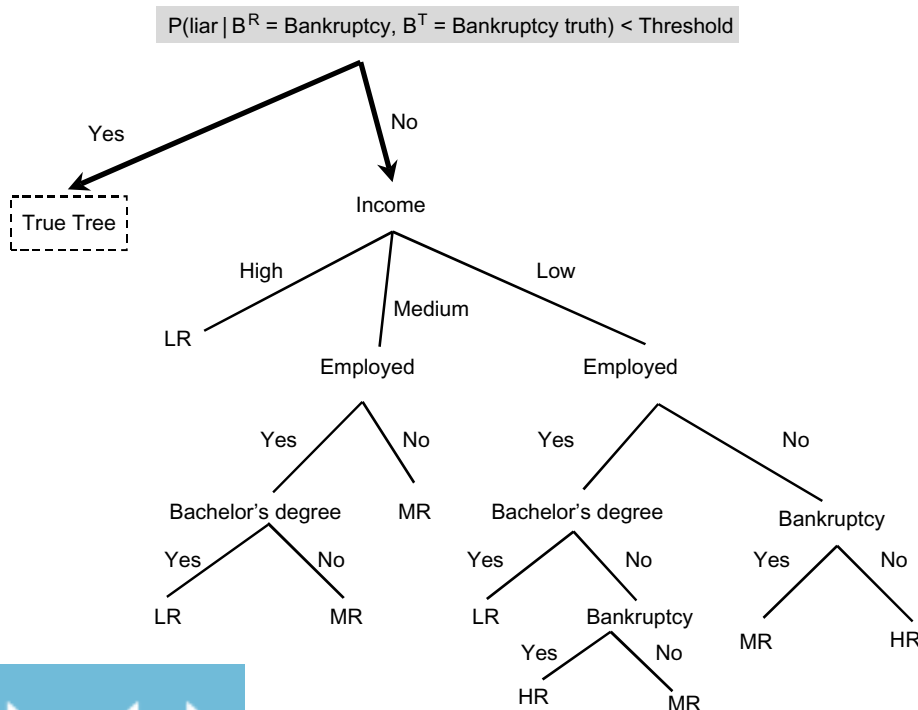 P(liar | B^R = Bankruptcy, B^T = Bankruptcy truth) < Threshold
Yes
No
True Tree
Income
High
Low
Medium
LR
Employed
Employed
Yes
No
Yes
No
Bachelor's degree
MR
Bachelor's degree
Bankruptcy
Yes
No
Yes
No
Yes
No
LR
MR
LR
Bankruptcy
MR
HR
Yes
No
HR
MR